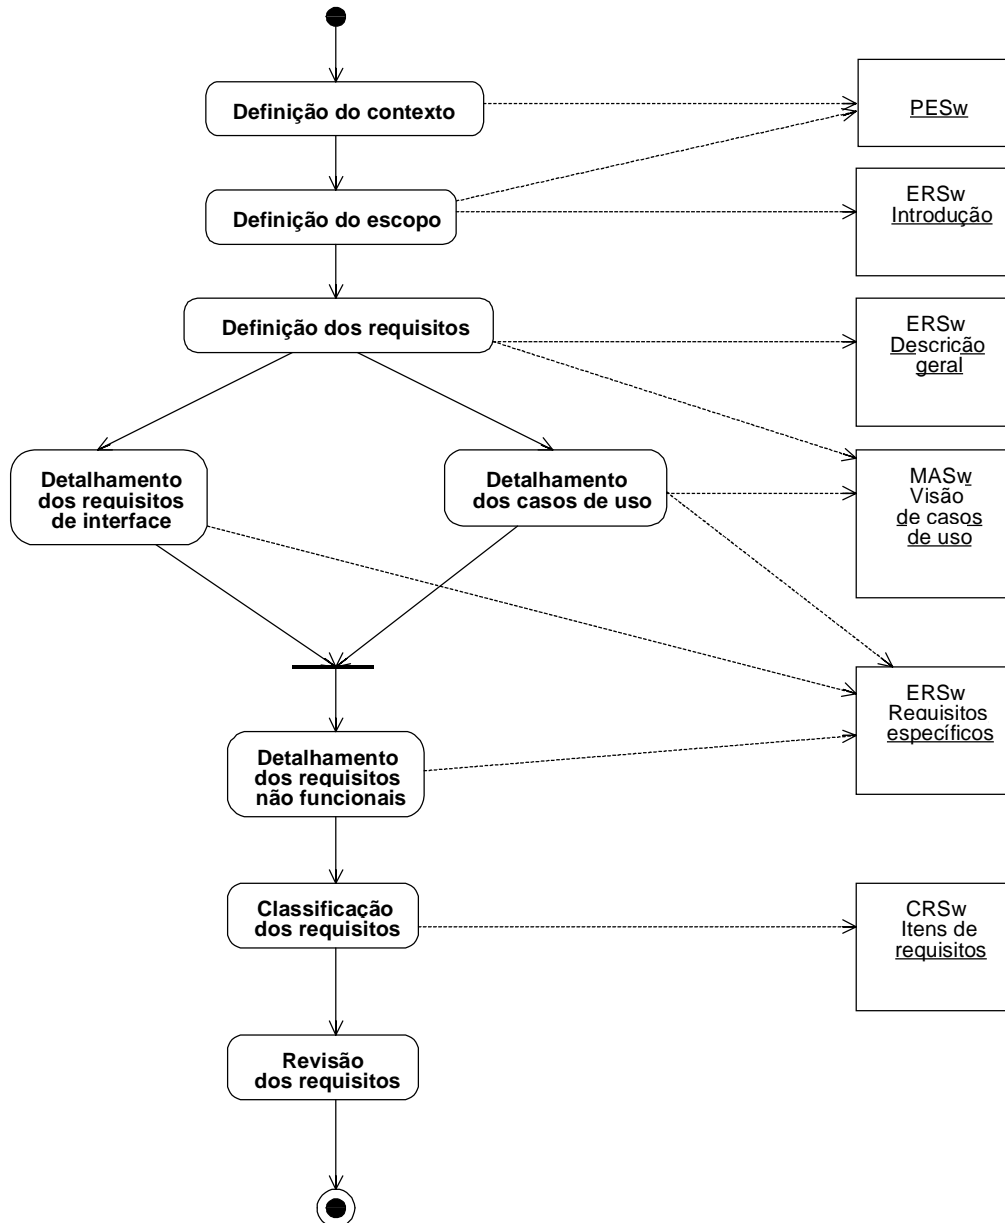 Definição do contexto
PESw
Definição do escopo
ERSw
Introdução
Definição dos requisitos
ERSw
Descrição
geral
Detalhamento
dos requisitos
de interface
Detalhamento
dos casos de uso
MASw
Visão
de casos
de uso
ERSw
Requisitos
específicos
Detalhamento
dos requisitos
não funcionais
Classificação
dos requisitos
CRSw
Itens de
requisitos
Revisão
dos requisitos